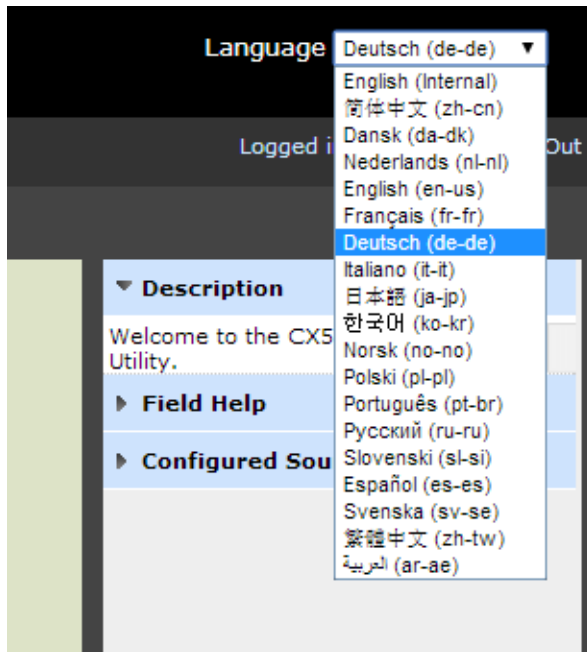 Language Deutsch (de-de)
English (Internal)
简体中文 (zh-cn)
Dansk (da-dk)
Nederlands (nl-nl)
English (en-us)
Français (fr-fr)
Deutsch (de-de)
Italiano (it-it)
日本語 (ja-jp)
한국어 (ko-kr)
Norsk (no-no)
Polski (pl-pl)
Português (pt-br)
Русский (ru-ru)
Slovenski (sl-si)
Español (es-es)
Svenska (sv-se)
繁體中文 (zh-tw)
العربية (ar-ae)
Logged
Out
Description
Welcome to the CX5
Utility.
Field Help
Configured Sou